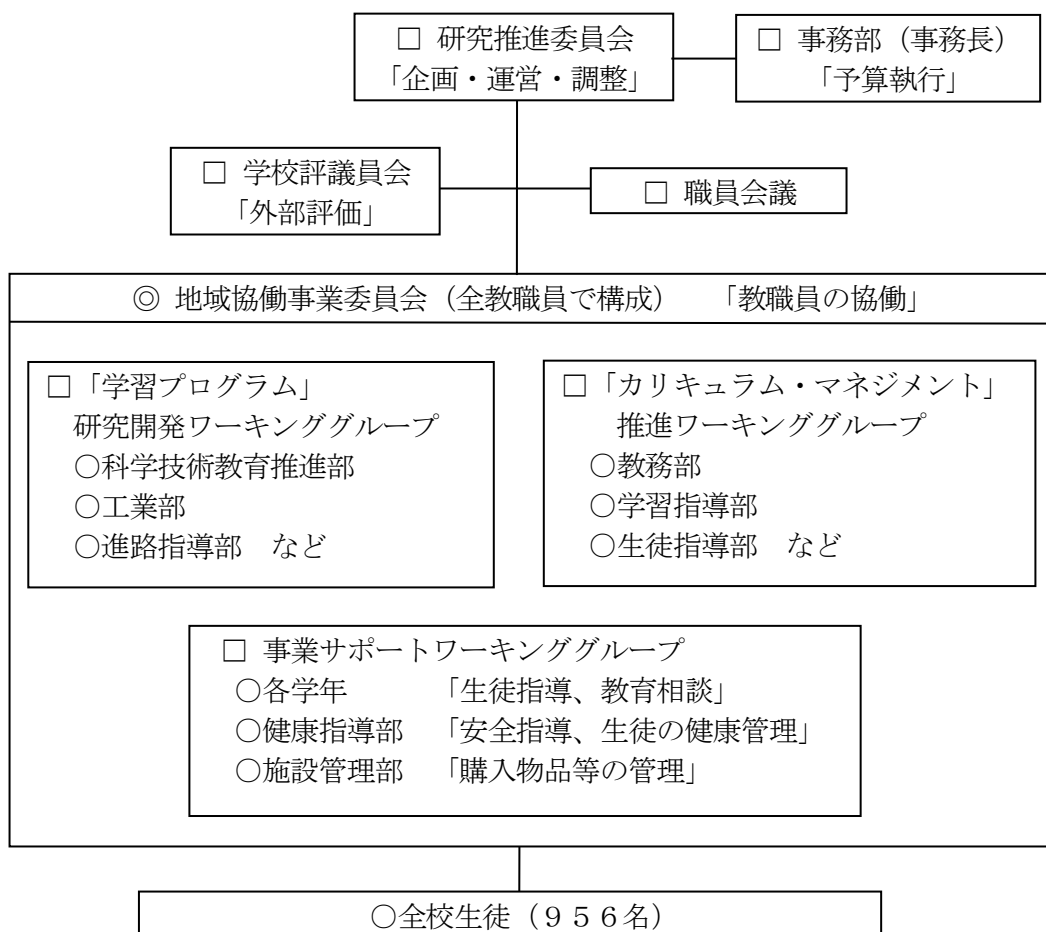 □ 研究推進委員会
「企画・運営・調整」
□ 事務部（事務長）
「予算執行」
□ 学校評議員会
「外部評価」
□ 職員会議
◎ 地域協働事業委員会（全教職員で構成）　「教職員の協働」
□「学習プログラム」
研究開発ワーキンググループ
○科学技術教育推進部
○工業部
○進路指導部　など
□「カリキュラム・マネジメント」
推進ワーキンググループ
○教務部
○学習指導部
○生徒指導部　など
□ 事業サポートワーキンググループ
○各学年　　　「生徒指導、教育相談」
○健康指導部　「安全指導、生徒の健康管理」
○施設管理部　「購入物品等の管理」
○全校生徒（９５６名）